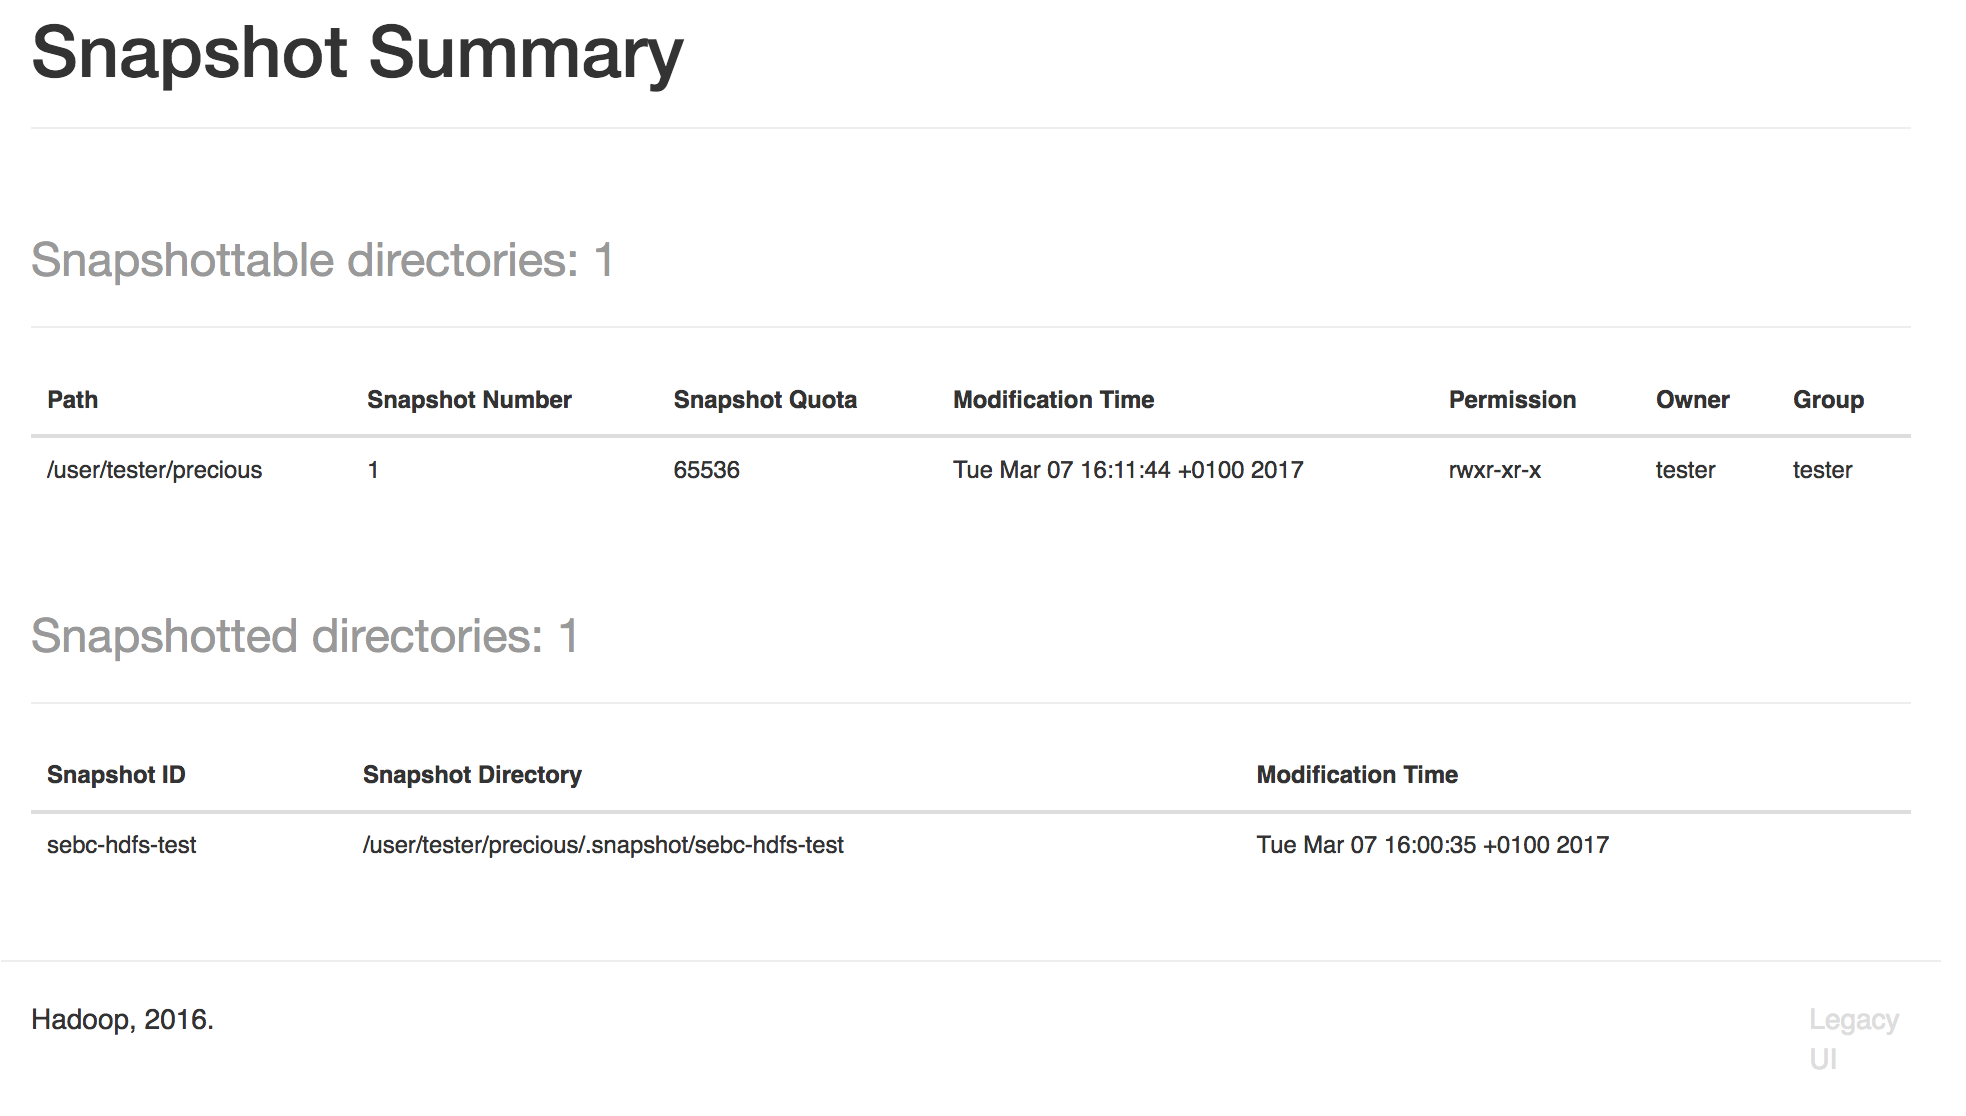 Snapshot Summary
Snapshottable directories: 1
Path Snapshot Number Snapshot Quota Modification Time Permission Owner Group
/user/tester/precious 1 65536 Tue Mar 07 16:11:44 +0100 2017 rwxr-xr-x tester tester
Snapshotted directories: 1
Snapshot ID Snapshot Directory Modification Time
sebc-hdfs-test /user/tester/precious/.snapshot/sebc-hdfs-test Tue Mar 07 16:00:35 +0100 2017
Hadoop, 2016.
Legacy
UI